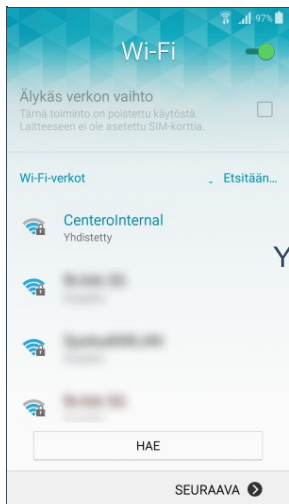 97%
Wi-Fi
Älykäs verkon vaihto
Tämä toiminto on poistettu käytöstä.
Laitteeseen ei ole asetettu SIM-korttia.
Wi-Fi-verkot
Etsitään...
CenteroInternal
Yhdistetty
Y
HAE
SEURAAVA